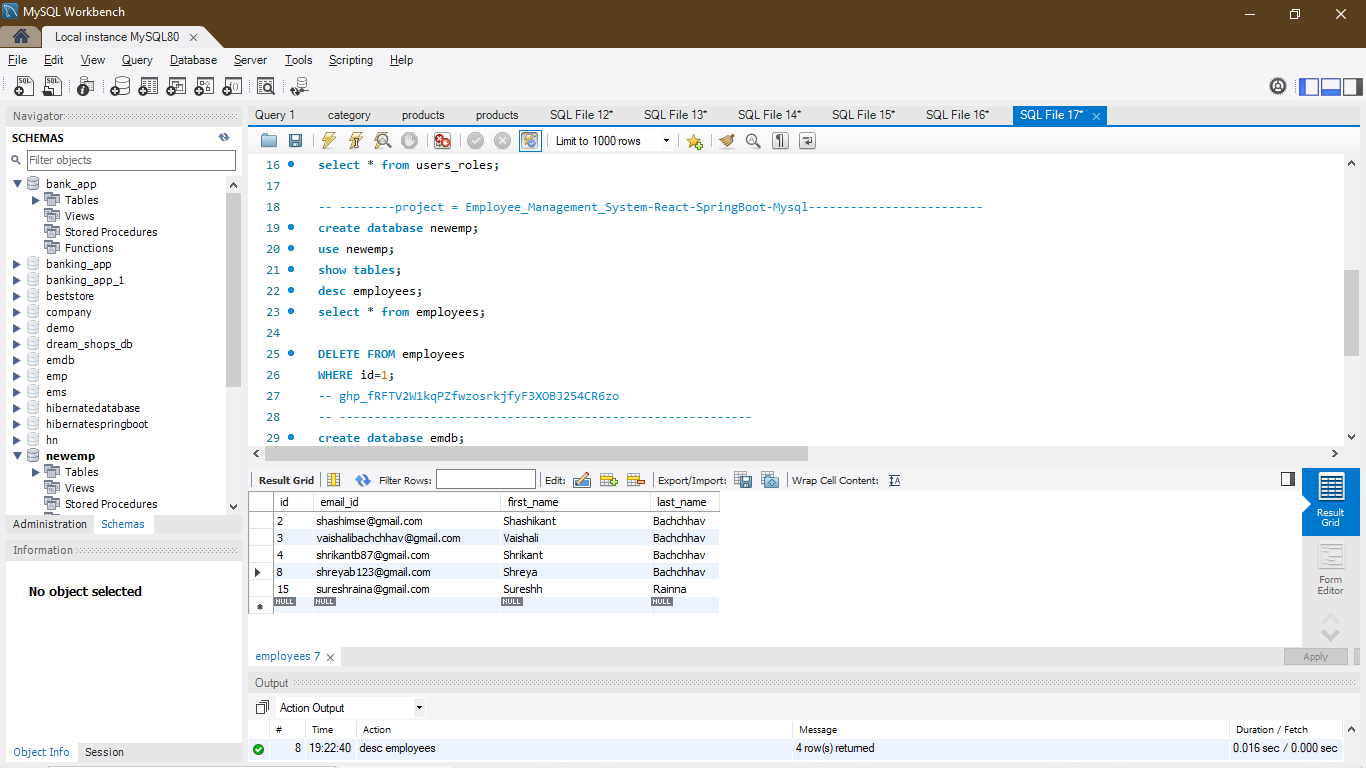 MySQL Workbench
Local instance MySQL80
File Edit View Query Database Server Tools Scripting Help
Navigator
SCHEMAS
Filter objects
bank_app
Tables
Views
Stored Procedures
Functions
banking_app
banking_app_1
beststore
company
demo
dream_shops_db
emdb
emp
ems
hibernatedatabase
hibernatespringboot
hn
newemp
Tables
Views
Stored Procedures
Administration Schemas
Information
No object selected
Object Info Session
Query 1 category products products SQL File 12* SQL File 13* SQL File 14* SQL File 15* SQL File 16* SQL File 17*
Limit to 1000 rows
16 select * from users_roles;
17
18 -- --------project = Employee_Management_System-React-SpringBoot-Mysql-------------------------
19 create database newemp;
20 use newemp;
21 show tables;
22 desc employees;
23 select * from employees;
24
25 DELETE FROM employees
26 WHERE id=1;
27 -- 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
28 -- -----------------------------------------------------------
29 create database emdb;
Result Grid Filter Rows: Edit: Export/Import: Wrap Cell Content:
id email_id first_name last_name
2 shashimse@gmail.com Shashikant Bachchhav
3 vaishalibachchhav@gmail.com Vaishali Bachchhav
4 shrikantb87@gmail.com Shrikant Bachchhav
8 shreyab123@gmail.com Shreya Bachchhav
15 sureshraina@gmail.com Sureshh Rainna
NULL NULL NULL NULL
Result
Grid
Form
Editor
employees 7
Apply
Output
Action Output
# Time Action Message Duration / Fetch
8 19:22:40 desc employees 4 row(s) returned 0.016 sec / 0.000 sec